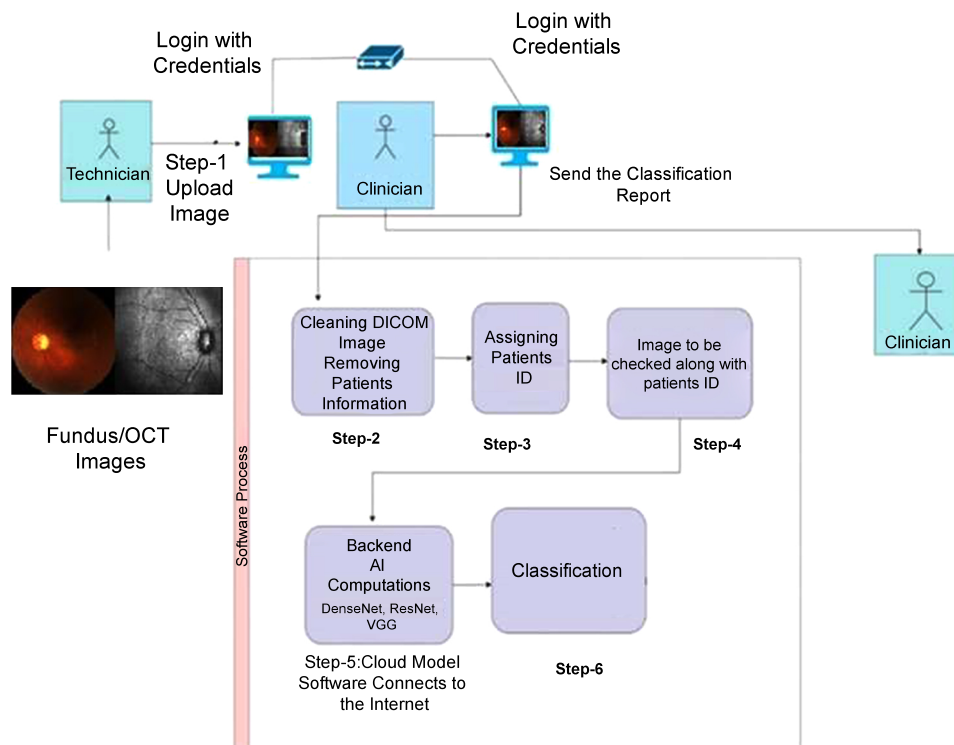 Login with
Credentials
Login with
Credentials
Technician
Step-1
Upload
Image
Clinician
Send the Classification
Report
Clinician
Fundus/OCT
Images
Software Process
Cleaning DICOM
Image
Removing
Patients
Information
Step-2
Assigning
Patients
ID
Step-3
Image to be
checked along with
patients ID
Step-4
Backend
AI
Computations
DenseNet, ResNet,
VGG
Step-5:Cloud Model
Software Connects to
the Internet
Classification
Step-6